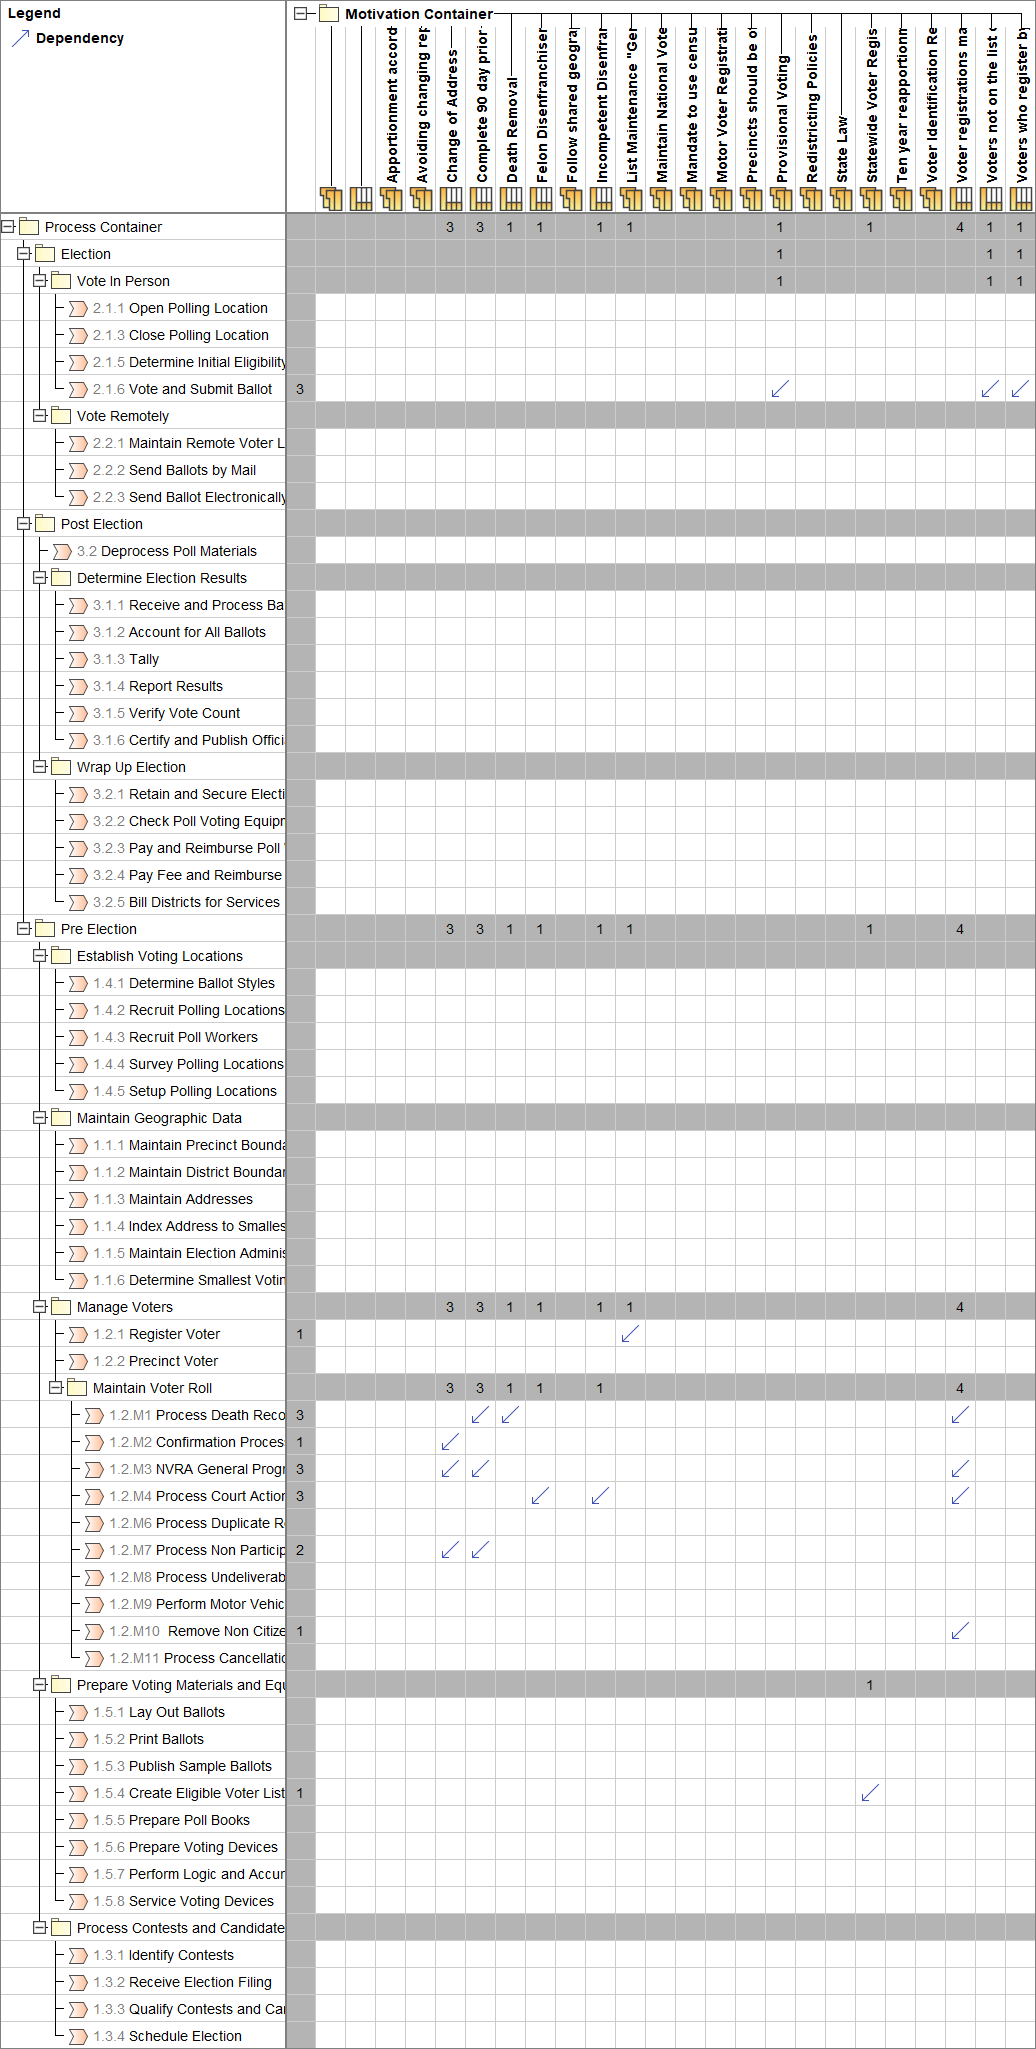 Legend
Dependency
Motivation Container
Apportionment accord
Avoiding changing rep
Change of Address
Complete 90 day prior
Death Removal
Felon Disenfranchiser
Follow shared geogra
Incompetent Disenfran
List Maintenance "Ger
Maintain National Vote
Mandate to use censu
Motor Voter Registrati
Precincts should be o
Provisional Voting
Redistricting Policies
State Law
Statewide Voter Regis
Ten year reapportionm
Voter Identification Re
Voter registrations ma
Voters not on the list
Voters who register by
Process Container 3 3 1 1 1 1 1 1 4 1 1
Election 1 1 1
Vote In Person 1 1 1
2.1.1 Open Polling Location
2.1.3 Close Polling Location
2.1.5 Determine Initial Eligibility
2.1.6 Vote and Submit Ballot 3
Vote Remotely
2.2.1 Maintain Remote Voter L
2.2.2 Send Ballots by Mail
2.2.3 Send Ballot Electronically
Post Election
3.2 Deprocess Poll Materials
Determine Election Results
3.1.1 Receive and Process Ba
3.1.2 Account for All Ballots
3.1.3 Tally
3.1.4 Report Results
3.1.5 Verify Vote Count
3.1.6 Certify and Publish Offici
Wrap Up Election
3.2.1 Retain and Secure Electi
3.2.2 Check Poll Voting Equipm
3.2.3 Pay and Reimburse Poll
3.2.4 Pay Fee and Reimburse
3.2.5 Bill Districts for Services
Pre Election 3 3 1 1 1 1 1 4
Establish Voting Locations
1.4.1 Determine Ballot Styles
1.4.2 Recruit Polling Locations
1.4.3 Recruit Poll Workers
1.4.4 Survey Polling Locations
1.4.5 Setup Polling Locations
Maintain Geographic Data
1.1.1 Maintain Precinct Bounda
1.1.2 Maintain District Boundar
1.1.3 Maintain Addresses
1.1.4 Index Address to Smalles
1.1.5 Maintain Election Adminis
1.1.6 Determine Smallest Votin
Manage Voters 3 3 1 1 1 1 4
1.2.1 Register Voter 1
1.2.2 Precinct Voter
Maintain Voter Roll 3 3 1 1 1 4
1.2.M1 Process Death Reco 3
1.2.M2 Confirmation Proces 1
1.2.M3 NVRA General Progr 3
1.2.M4 Process Court Action 3
1.2.M6 Process Duplicate R
1.2.M7 Process Non Particip 2
1.2.M8 Process Undeliverab
1.2.M9 Perform Motor Vehic
1.2.M10 Remove Non Citize 1
1.2.M11 Process Cancellatio
Prepare Voting Materials and Equ 1
1.5.1 Lay Out Ballots
1.5.2 Print Ballots
1.5.3 Publish Sample Ballots
1.5.4 Create Eligible Voter List 1
1.5.5 Prepare Poll Books
1.5.6 Prepare Voting Devices
1.5.7 Perform Logic and Accur
1.5.8 Service Voting Devices
Process Contests and Candidate
1.3.1 Identify Contests
1.3.2 Receive Election Filing
1.3.3 Qualify Contests and Can
1.3.4 Schedule Election